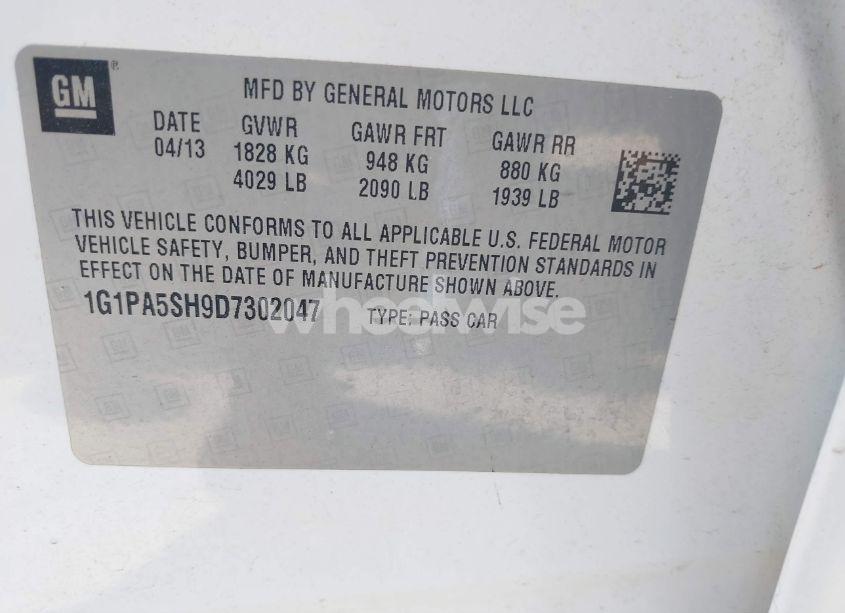 GM
MFD BY GENERAL MOTORS LLC
DATE GVWR GAWR FRT GAWR RR
04/13 1828 KG 948 KG 880 KG
4029 LB 2090 LB 1939 LB
THIS VEHICLE CONFORMS TO ALL APPLICABLE U.S. FEDERAL MOTOR
VEHICLE SAFETY, BUMPER, AND THEFT PREVENTION STANDARDS IN
EFFECT ON THE DATE OF MANUFACTURE SHOWN ABOVE.
1G1PA5SH9D7302047 TYPE: PASS CAR
wheelwise